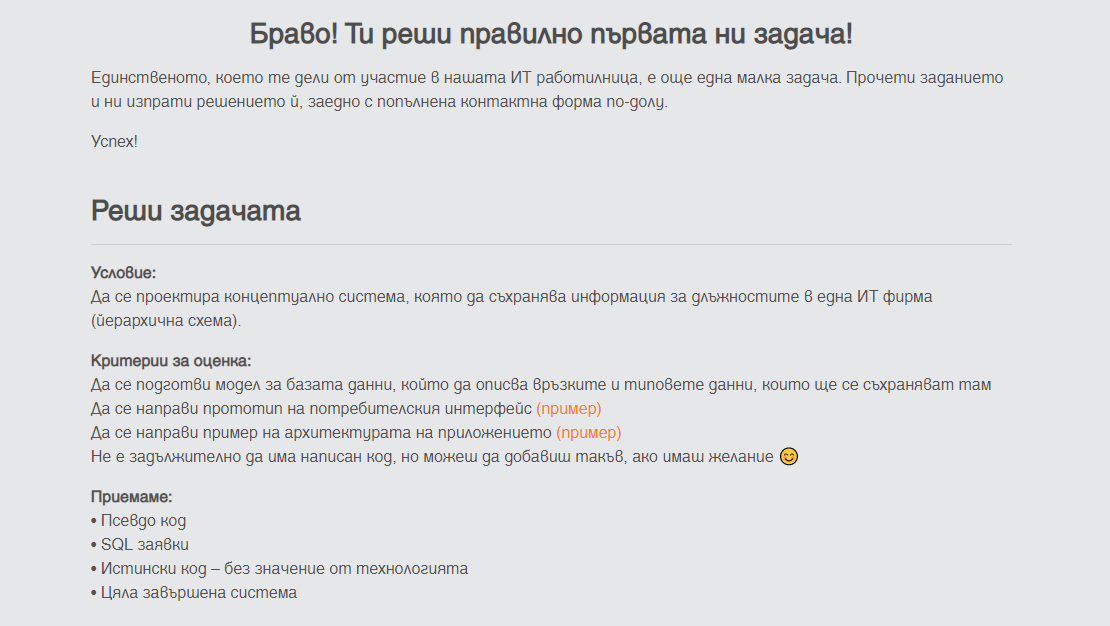 Браво! Ти реши правилно първата ни задача!
Единственото, което те дели от участие в нашата ИТ работилница, е още една малка задача. Прочети заданието
и ни изпрати решението й, заедно с попълнена контактна форма по-долу.
Успех!
Реши задачата
Условие:
Да се проектира концептуално система, която да съхранява информация за длъжностите в една ИТ фирма
(йерархична схема).
Критерии за оценка:
Да се подготви модел за базата данни, който да описва връзките и типовете данни, които ще се съхраняват там
Да се направи прототип на потребителския интерфейс (пример)
Да се направи пример на архитектурата на приложението (пример)
Не е задължително да има написан код, но можеш да добавиш такъв, ако имаш желание 😊
Приемаме:
• Псевдо код
• SQL заявки
• Истински код – без значение от технологията
• Цяла завършена система